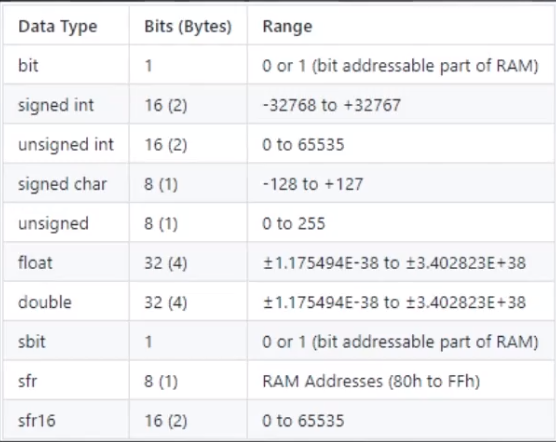 Data Type Bits (Bytes) Range
bit 1 0 or 1 (bit addressable part of RAM)
signed int 16 (2) -32768 to +32767
unsigned int 16 (2) 0 to 65535
signed char 8 (1) -128 to +127
unsigned 8 (1) 0 to 255
float 32 (4) ±1.175494E-38 to ±3.402823E+38
double 32 (4) ±1.175494E-38 to ±3.402823E+38
sbit 1 0 or 1 (bit addressable part of RAM)
sfr 8 (1) RAM Addresses (80h to FFh)
sfr16 16 (2) 0 to 65535